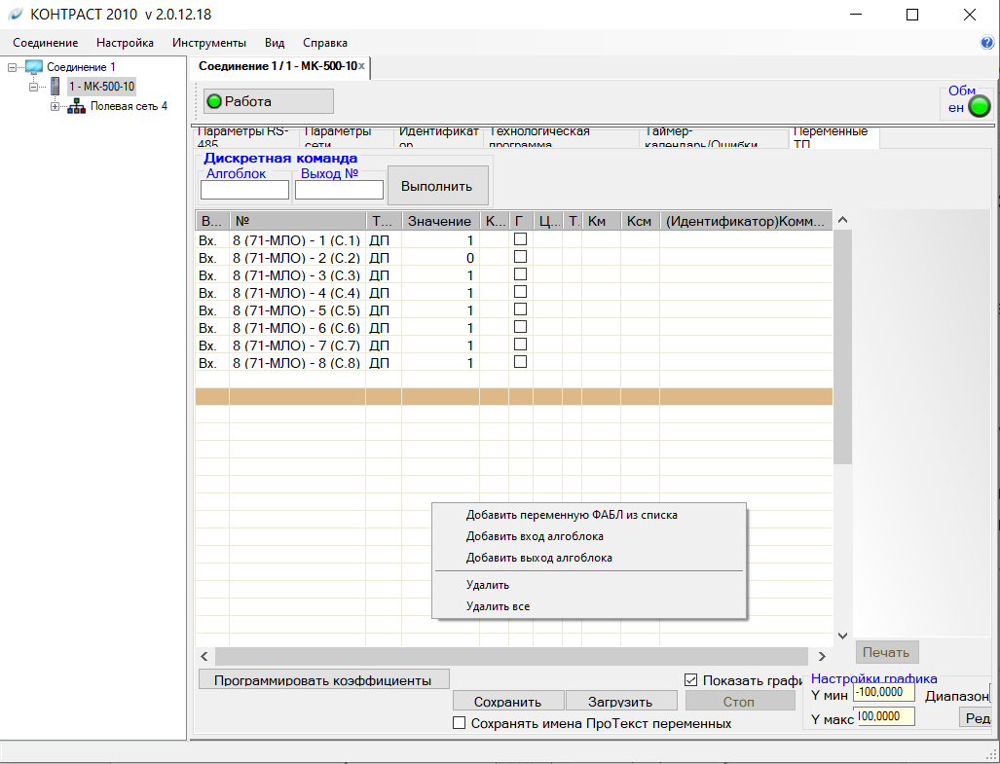 КОНТРАСТ 2010 v 2.0.12.18
Соединение Настройка Инструменты Вид Справка
Соединение 1
1 - МК-500-10
Полевая сеть 4
Соединение 1 / 1 - МК-500-10 x
Работа
Обм
ен
Параметры RS-
485
Параметры
сети
Идентификат
ор
Технологическая
программа
Таймер-
календарь/Ошибки
Переменные
ТП
Дискретная команда
Алгоблок Выход №
Выполнить
В... № Т... Значение К... Г Ц... Т. Км Ксм (Идентификатор)Комм...
Вх. 8 (71-МЛО) - 1 (С.1) ДП 1
Вх. 8 (71-МЛО) - 2 (С.2) ДП 0
Вх. 8 (71-МЛО) - 3 (С.3) ДП 1
Вх. 8 (71-МЛО) - 4 (С.4) ДП 1
Вх. 8 (71-МЛО) - 5 (С.5) ДП 1
Вх. 8 (71-МЛО) - 6 (С.6) ДП 1
Вх. 8 (71-МЛО) - 7 (С.7) ДП 1
Вх. 8 (71-МЛО) - 8 (С.8) ДП 1
Добавить переменную ФАБЛ из списка
Добавить вход алгоблока
Добавить выход алгоблока
Удалить
Удалить все
Печать
Программировать коэффициенты
Показать графи
Настройки графика
Y мин -100,0000 Диапазон
Сохранить Загрузить Стоп
Y макс 100,0000 Ред
Сохранять имена ПроТекст переменных